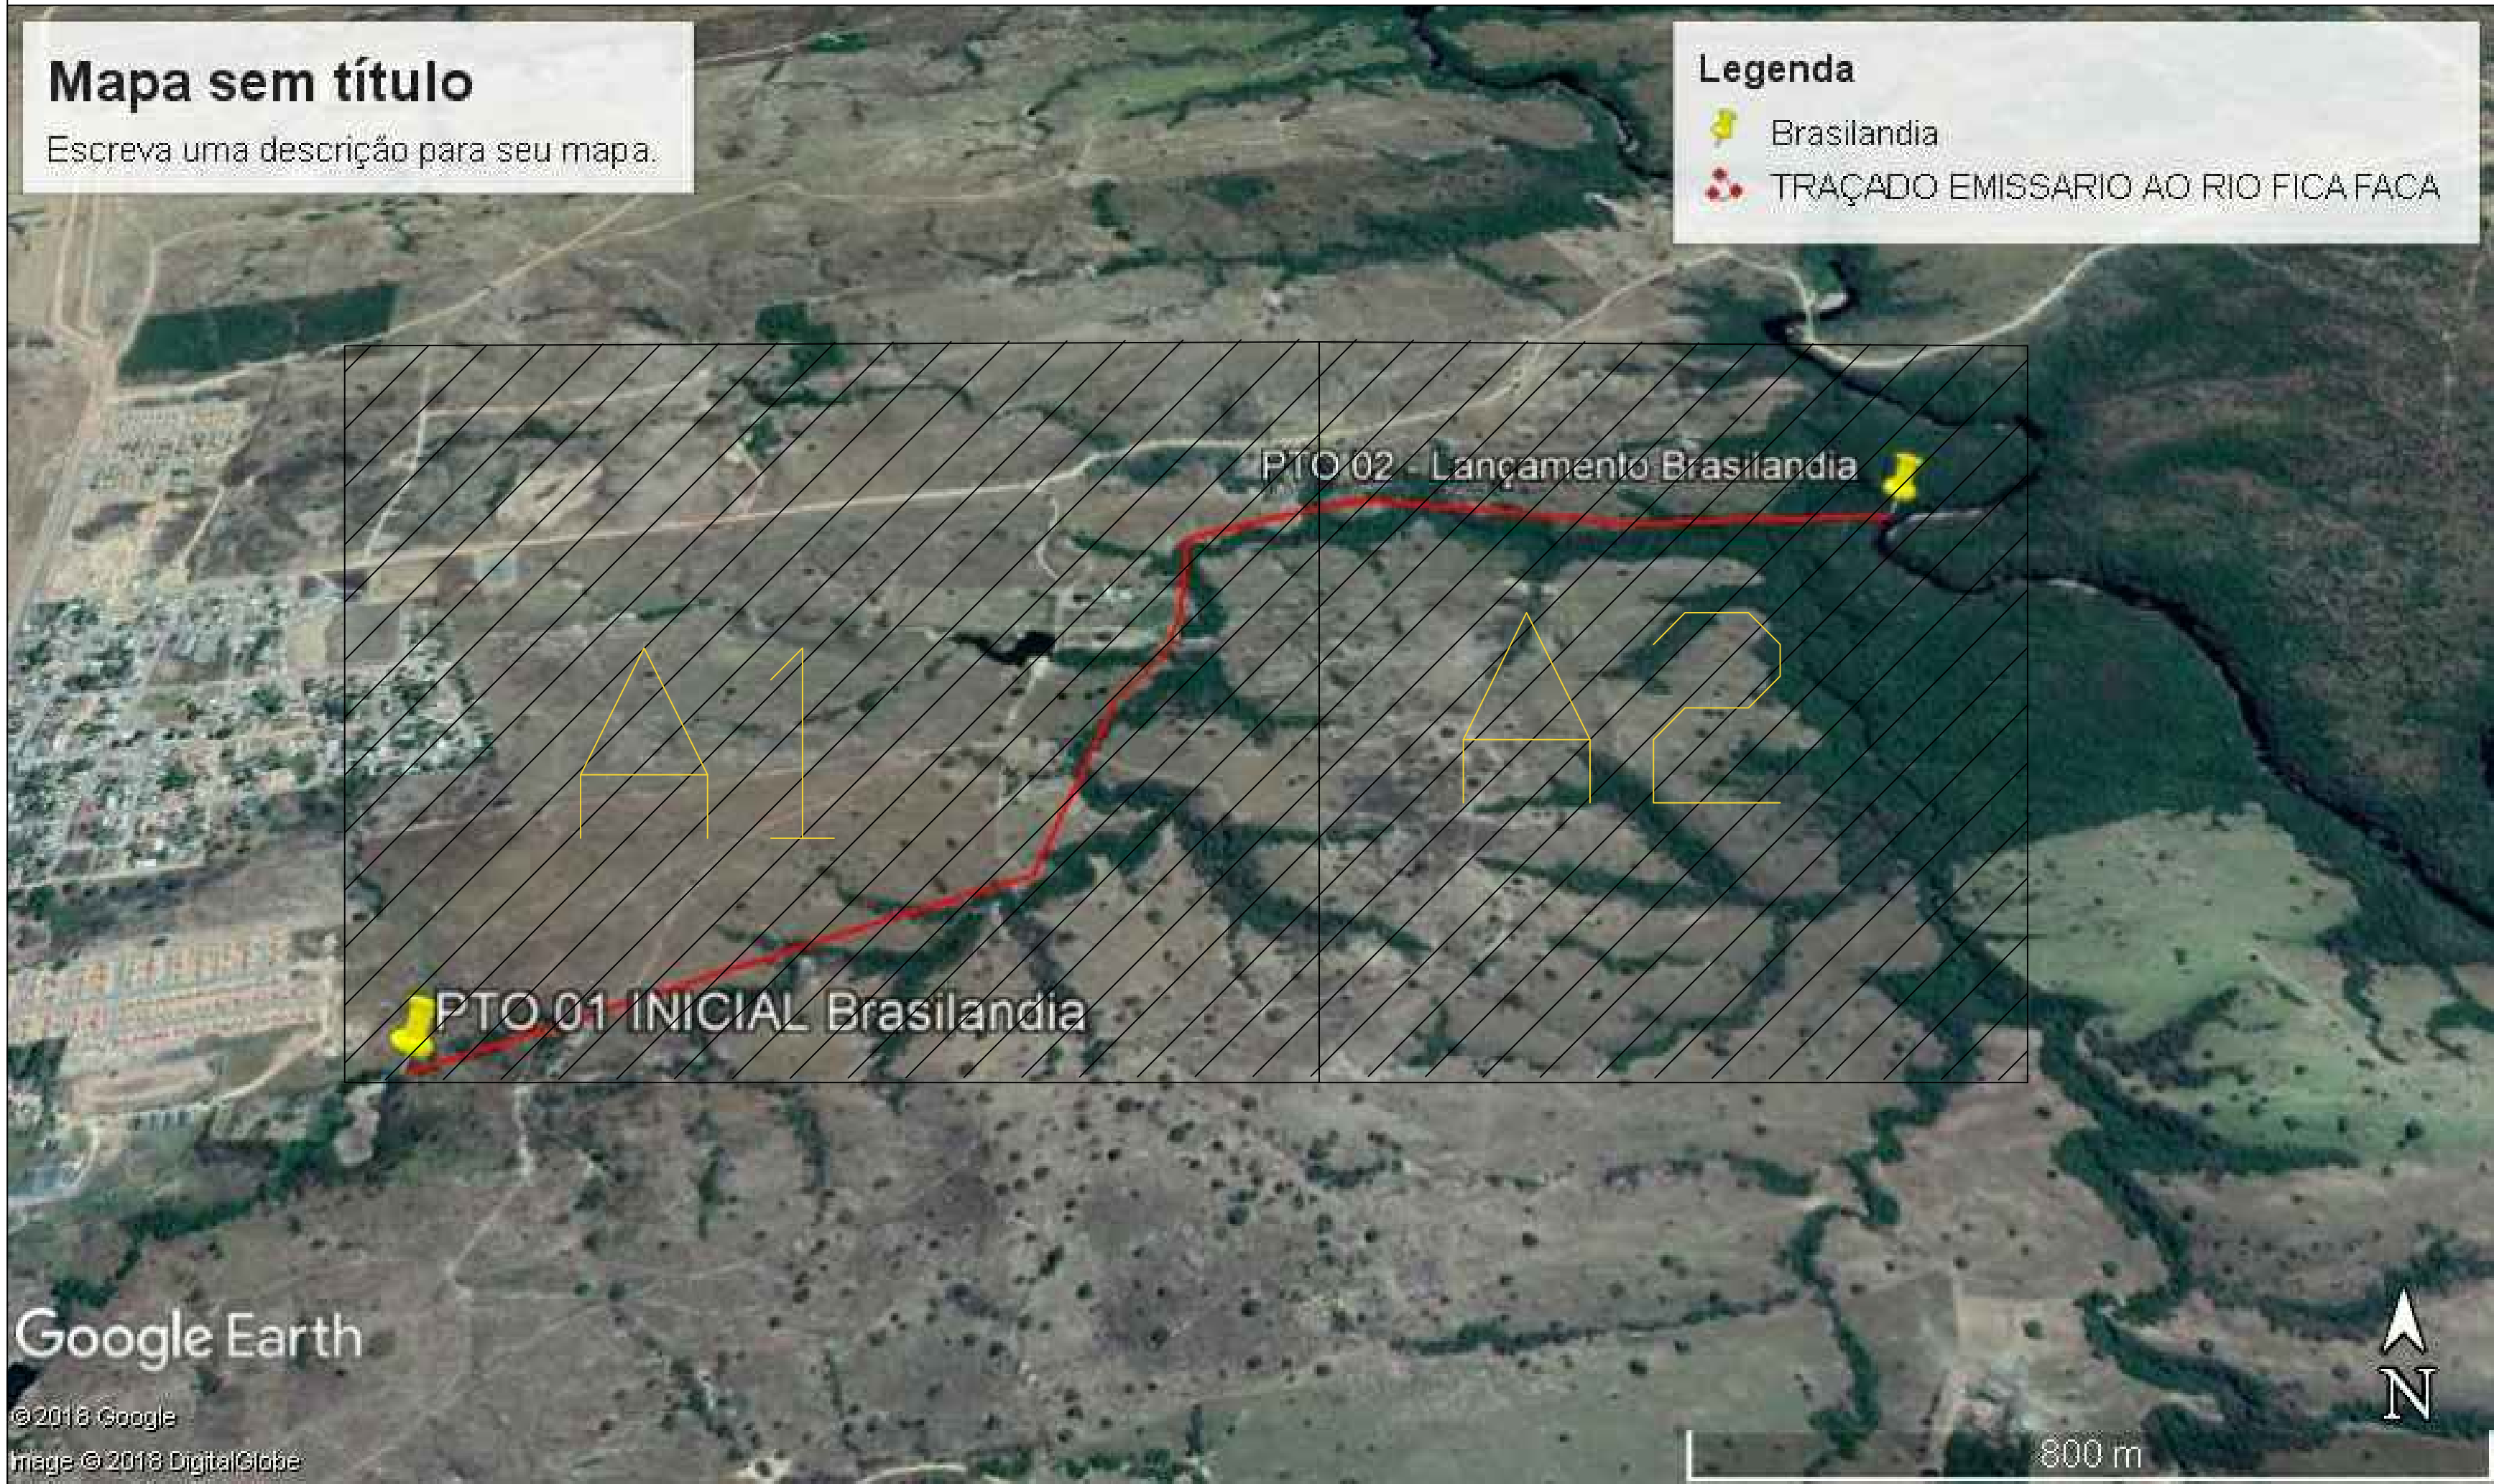 Mapa sem título
Escreva uma descrição para seu mapa.
Legenda
Brasilandia
TRAÇADO EMISSARIO AO RIO FICA FACA
PTO 02 - Lançamento Brasilandia
A1
A2
PTO 01 INICIAL Brasilandia
Google Earth
©2018 Google
Image © 2018 DigitalGlobe
N
800 m